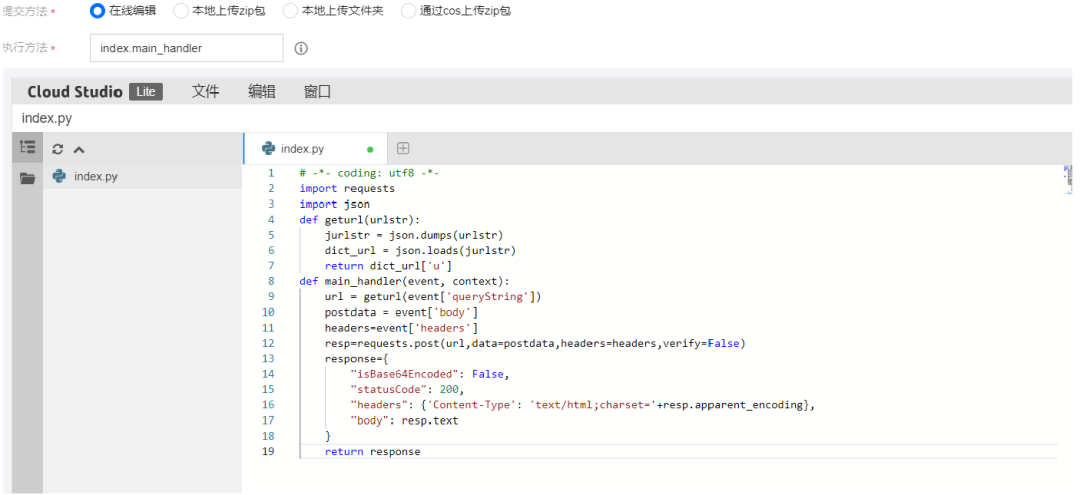 提交方法 * 在线编辑 本地上传zip包 本地上传文件夹 通过cos上传zip包
执行方法 * index.main_handler
Cloud Studio Lite 文件 编辑 窗口
index.py
index.py
index.py
1 # -*- coding: utf8 -*-
2 import requests
3 import json
4 def geturl(urlstr):
5 jurlstr = json.dumps(urlstr)
6 dict_url = json.loads(jurlstr)
7 return dict_url['u']
8 def main_handler(event, context):
9 url = geturl(event['queryString'])
10 postdata = event['body']
11 headers=event['headers']
12 resp=requests.post(url,data=postdata,headers=headers,verify=False)
13 response={
14 "isBase64Encoded": False,
15 "statusCode": 200,
16 "headers": {'Content-Type': 'text/html;charset='+resp.apparent_encoding},
17 "body": resp.text
18 }
19 return response